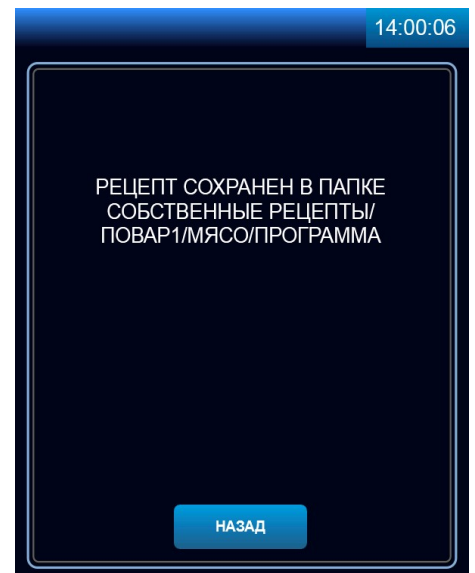 14:00:06
РЕЦЕПТ СОХРАНЕН В ПАПКЕ
СОБСТВЕННЫЕ РЕЦЕПТЫ/
ПОВАР1/МЯСО/ПРОГРАММА
НАЗАД